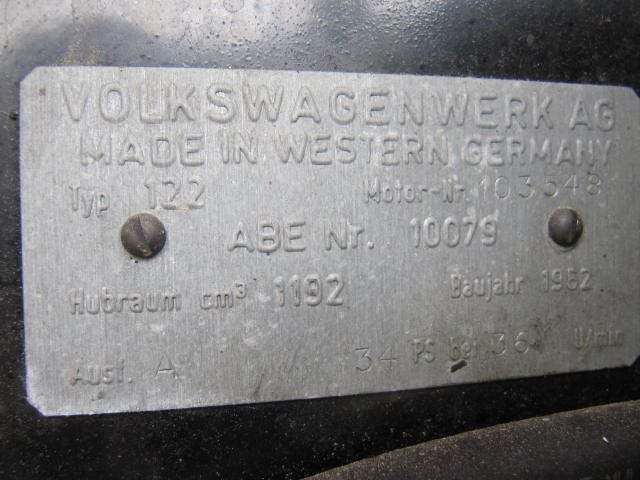 VOLKSWAGENWERK AG
MADE IN WESTERN GERMANY
Typ 122 Motor-Nr. 103548
ABE Nr. 10079
Hubraum cm³ 1192 Baujahr 1962
Ausf. A 34 PS bei U/min